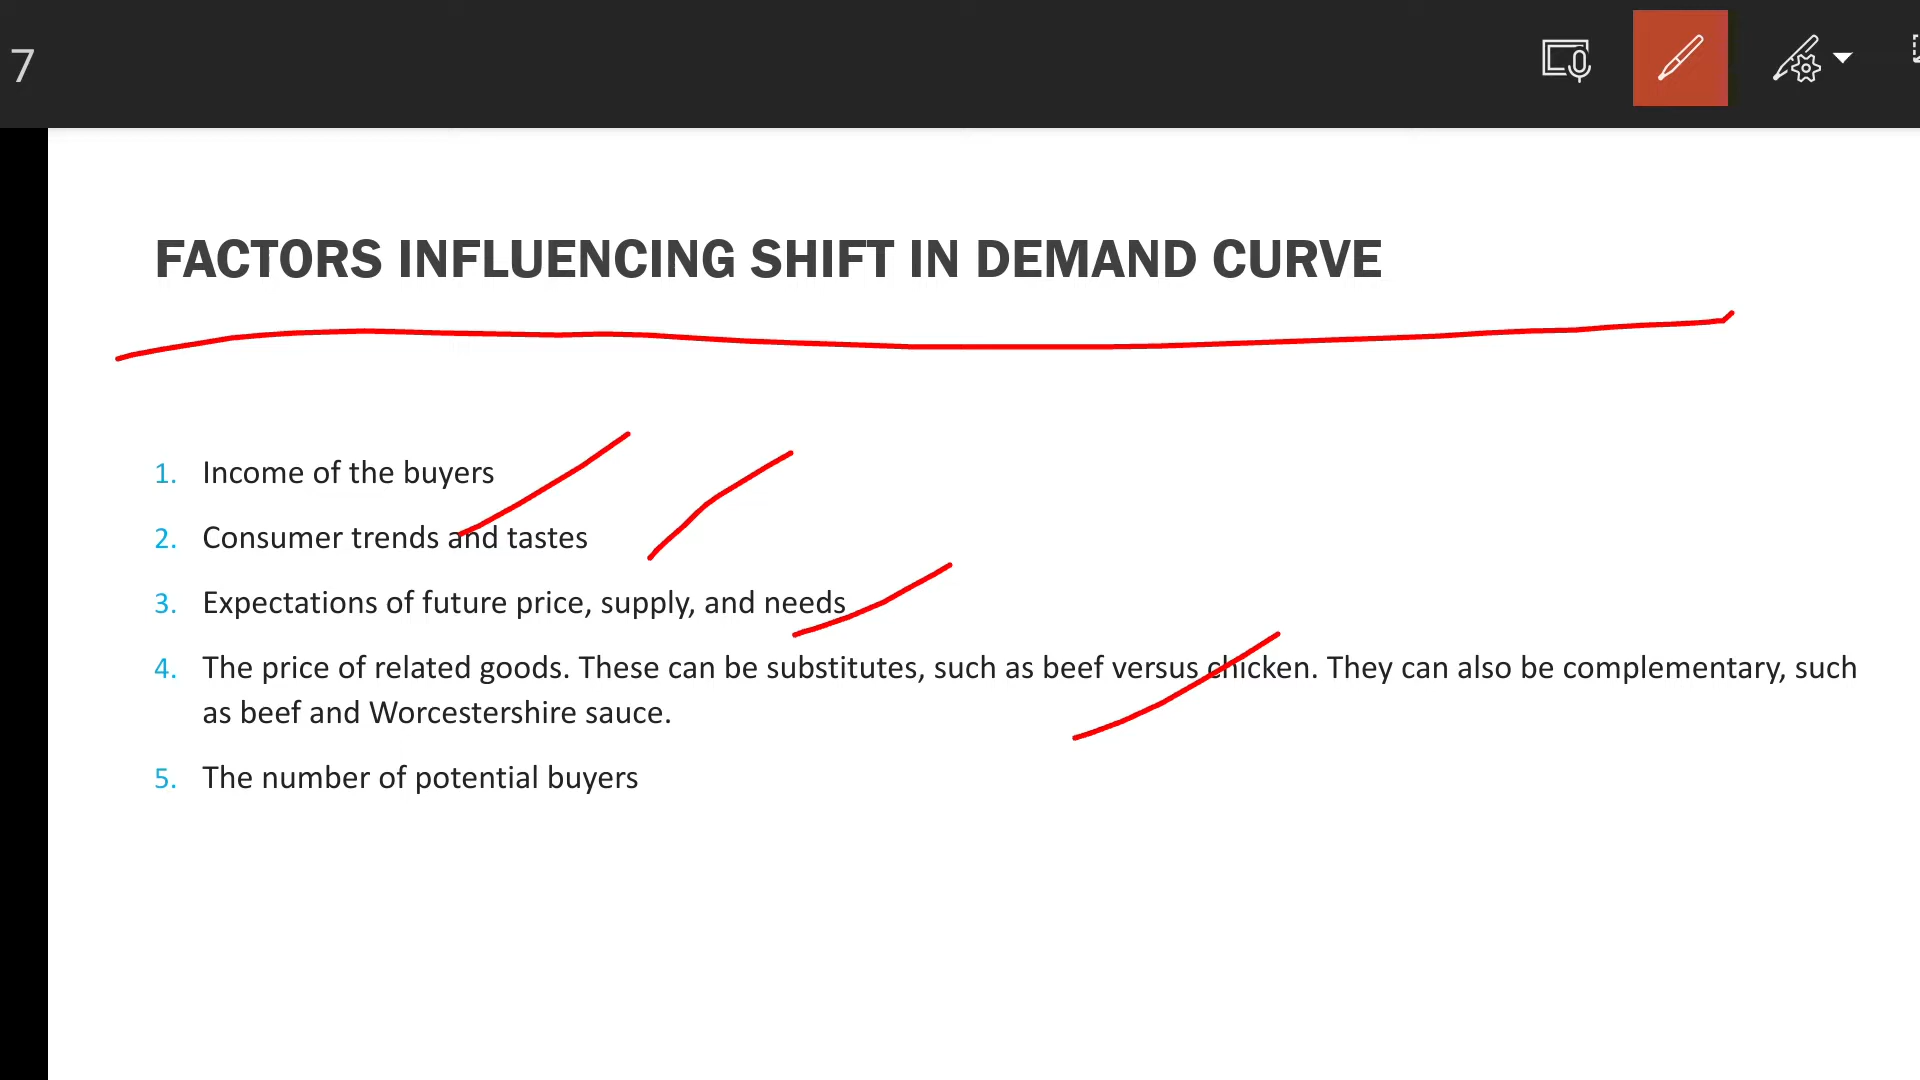 7
FACTORS INFLUENCING SHIFT IN DEMAND CURVE
1. Income of the buyers
2. Consumer trends and tastes
3. Expectations of future price, supply, and needs
4. The price of related goods. These can be substitutes, such as beef versus chicken. They can also be complementary, such
as beef and Worcestershire sauce.
5. The number of potential buyers